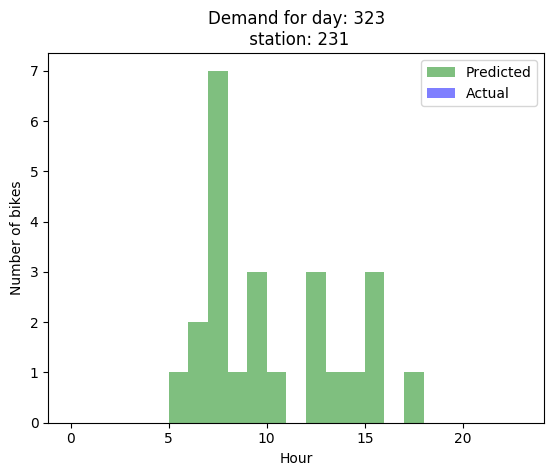 Demand for day: 323
station: 231
Predicted
Actual
Number of bikes
7
6
5
4
3
2
1
0
0 5 10 15 20
Hour